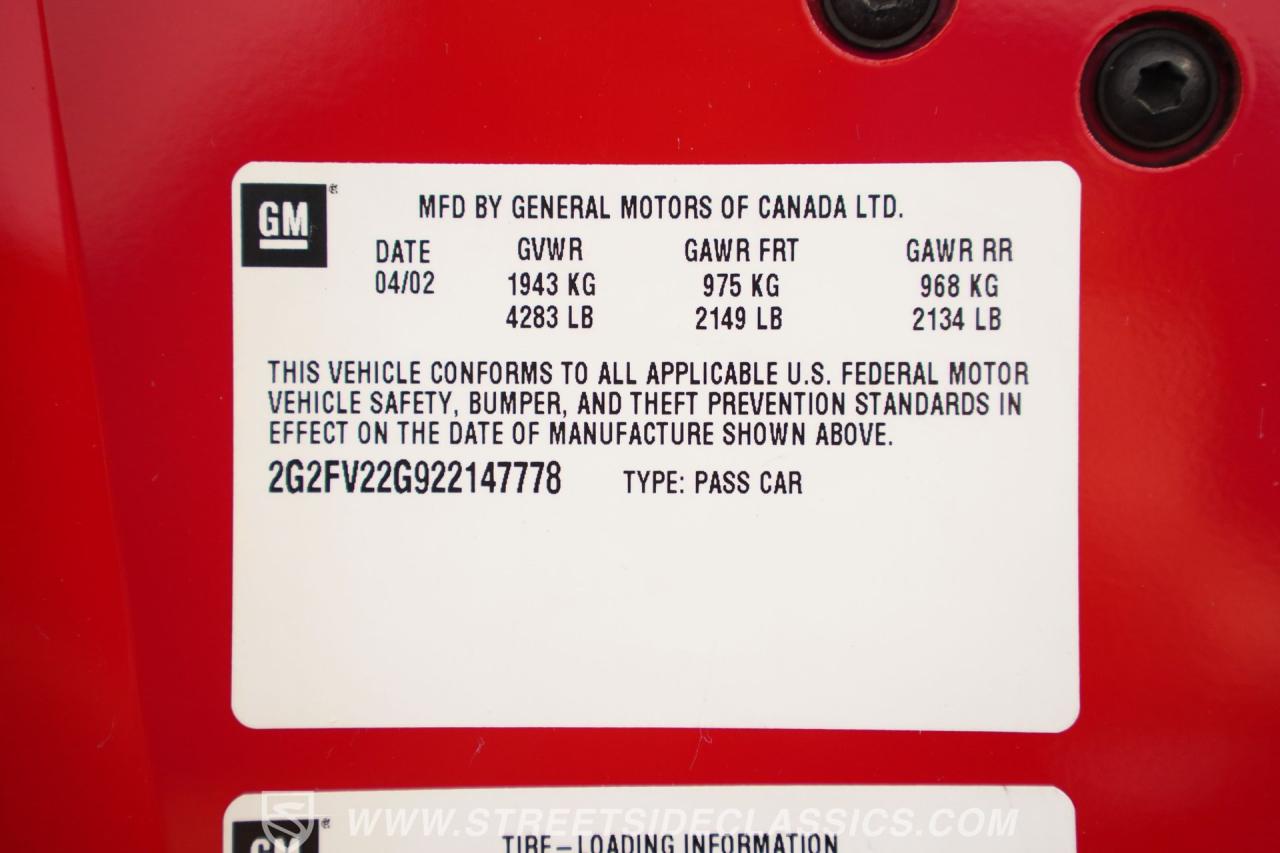 GM®
MFD BY GENERAL MOTORS OF CANADA LTD.
DATE GVWR GAWR FRT GAWR RR
04/02 1943 KG 975 KG 968 KG
4283 LB 2149 LB 2134 LB
THIS VEHICLE CONFORMS TO ALL APPLICABLE U.S. FEDERAL MOTOR
VEHICLE SAFETY, BUMPER, AND THEFT PREVENTION STANDARDS IN
EFFECT ON THE DATE OF MANUFACTURE SHOWN ABOVE.
2G2FV22G922147778 TYPE: PASS CAR
WWW.STREETSIDECLASSICS.COM
GM®
TIRE-LOADING INFORMATION